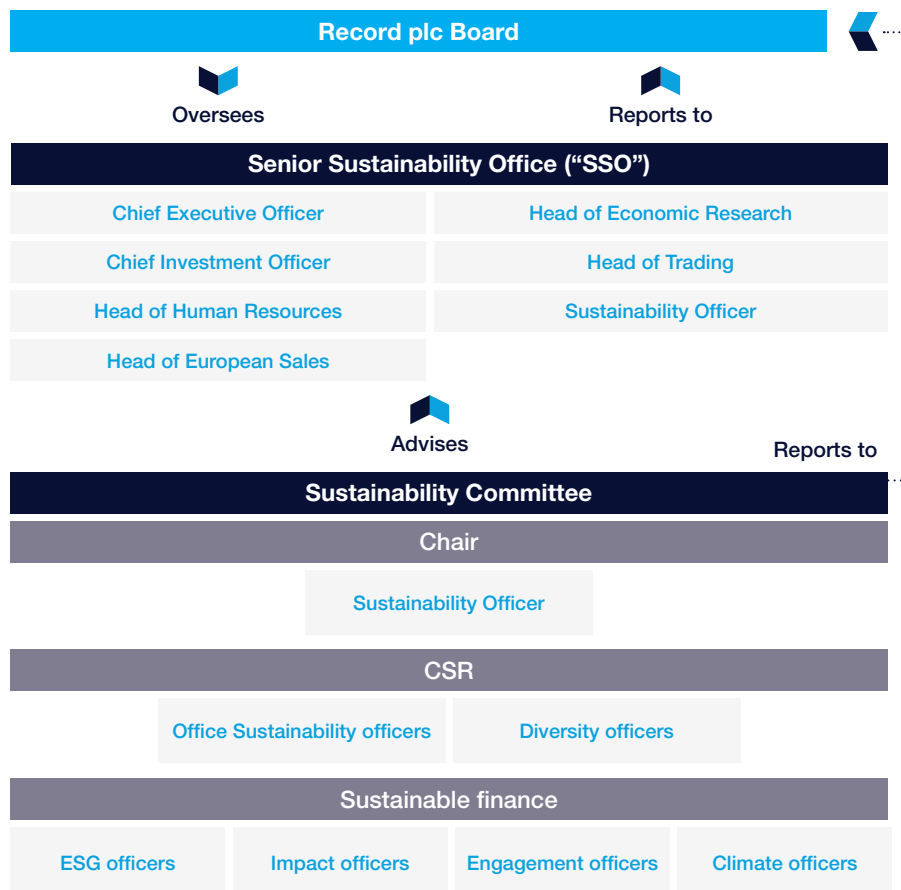 Record plc Board
Oversees
Reports to
Senior Sustainability Office (“SSO”)
Chief Executive Officer
Head of Economic Research
Chief Investment Officer
Head of Trading
Head of Human Resources
Sustainability Officer
Head of European Sales
Advises
Reports to
Sustainability Committee
Chair
Sustainability Officer
CSR
Office Sustainability officers
Diversity officers
Sustainable finance
ESG officers
Impact officers
Engagement officers
Climate officers